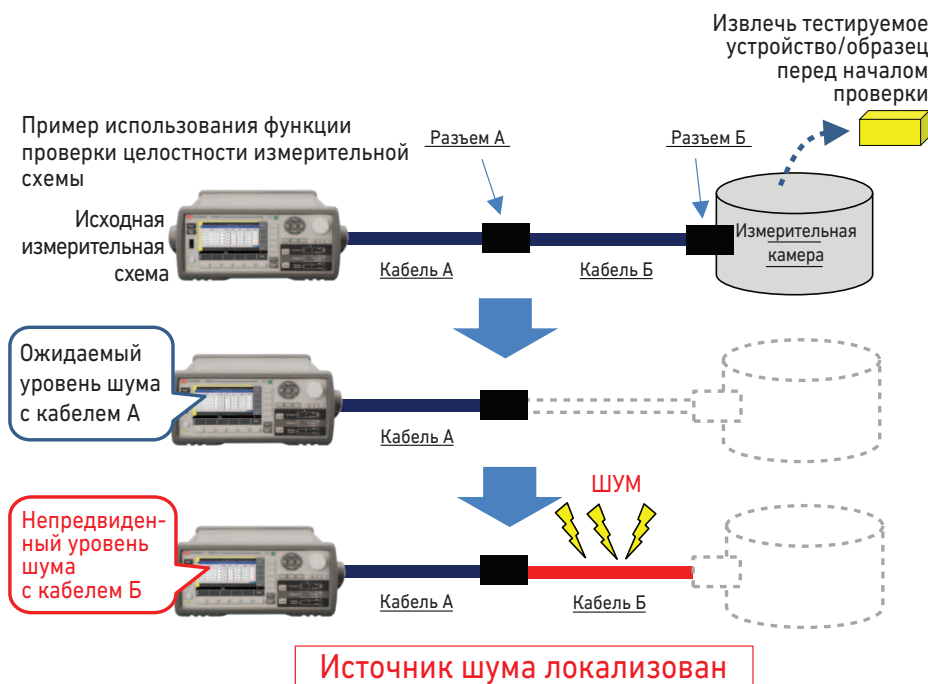 Извлечь тестируемое
устройство/образец
перед началом
проверки
Пример использования функции
проверки целостности измерительной
схемы
Разъем А
Разъем Б
Исходная
измерительная
схема
Кабель А
Кабель Б
Измерительная
камера
Ожидаемый
уровень шума
с кабелем А
Кабель А
ШУМ
Непредвиден-
ный уровень
шума
с кабелем Б
Кабель А
Кабель Б
Источник шума локализован